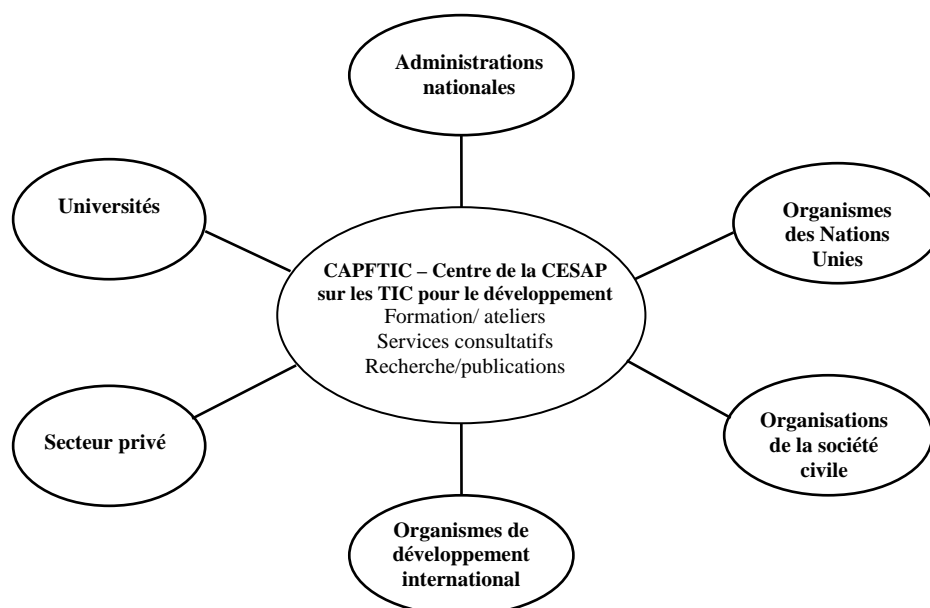 Administrations
nationales
Universités
Organismes
des Nations
Unies
CAPFTIC – Centre de la CESAP
sur les TIC pour le développement
Formation/ ateliers
Services consultatifs
Recherche/publications
Secteur privé
Organisations
de la société
civile
Organismes de
développement
international